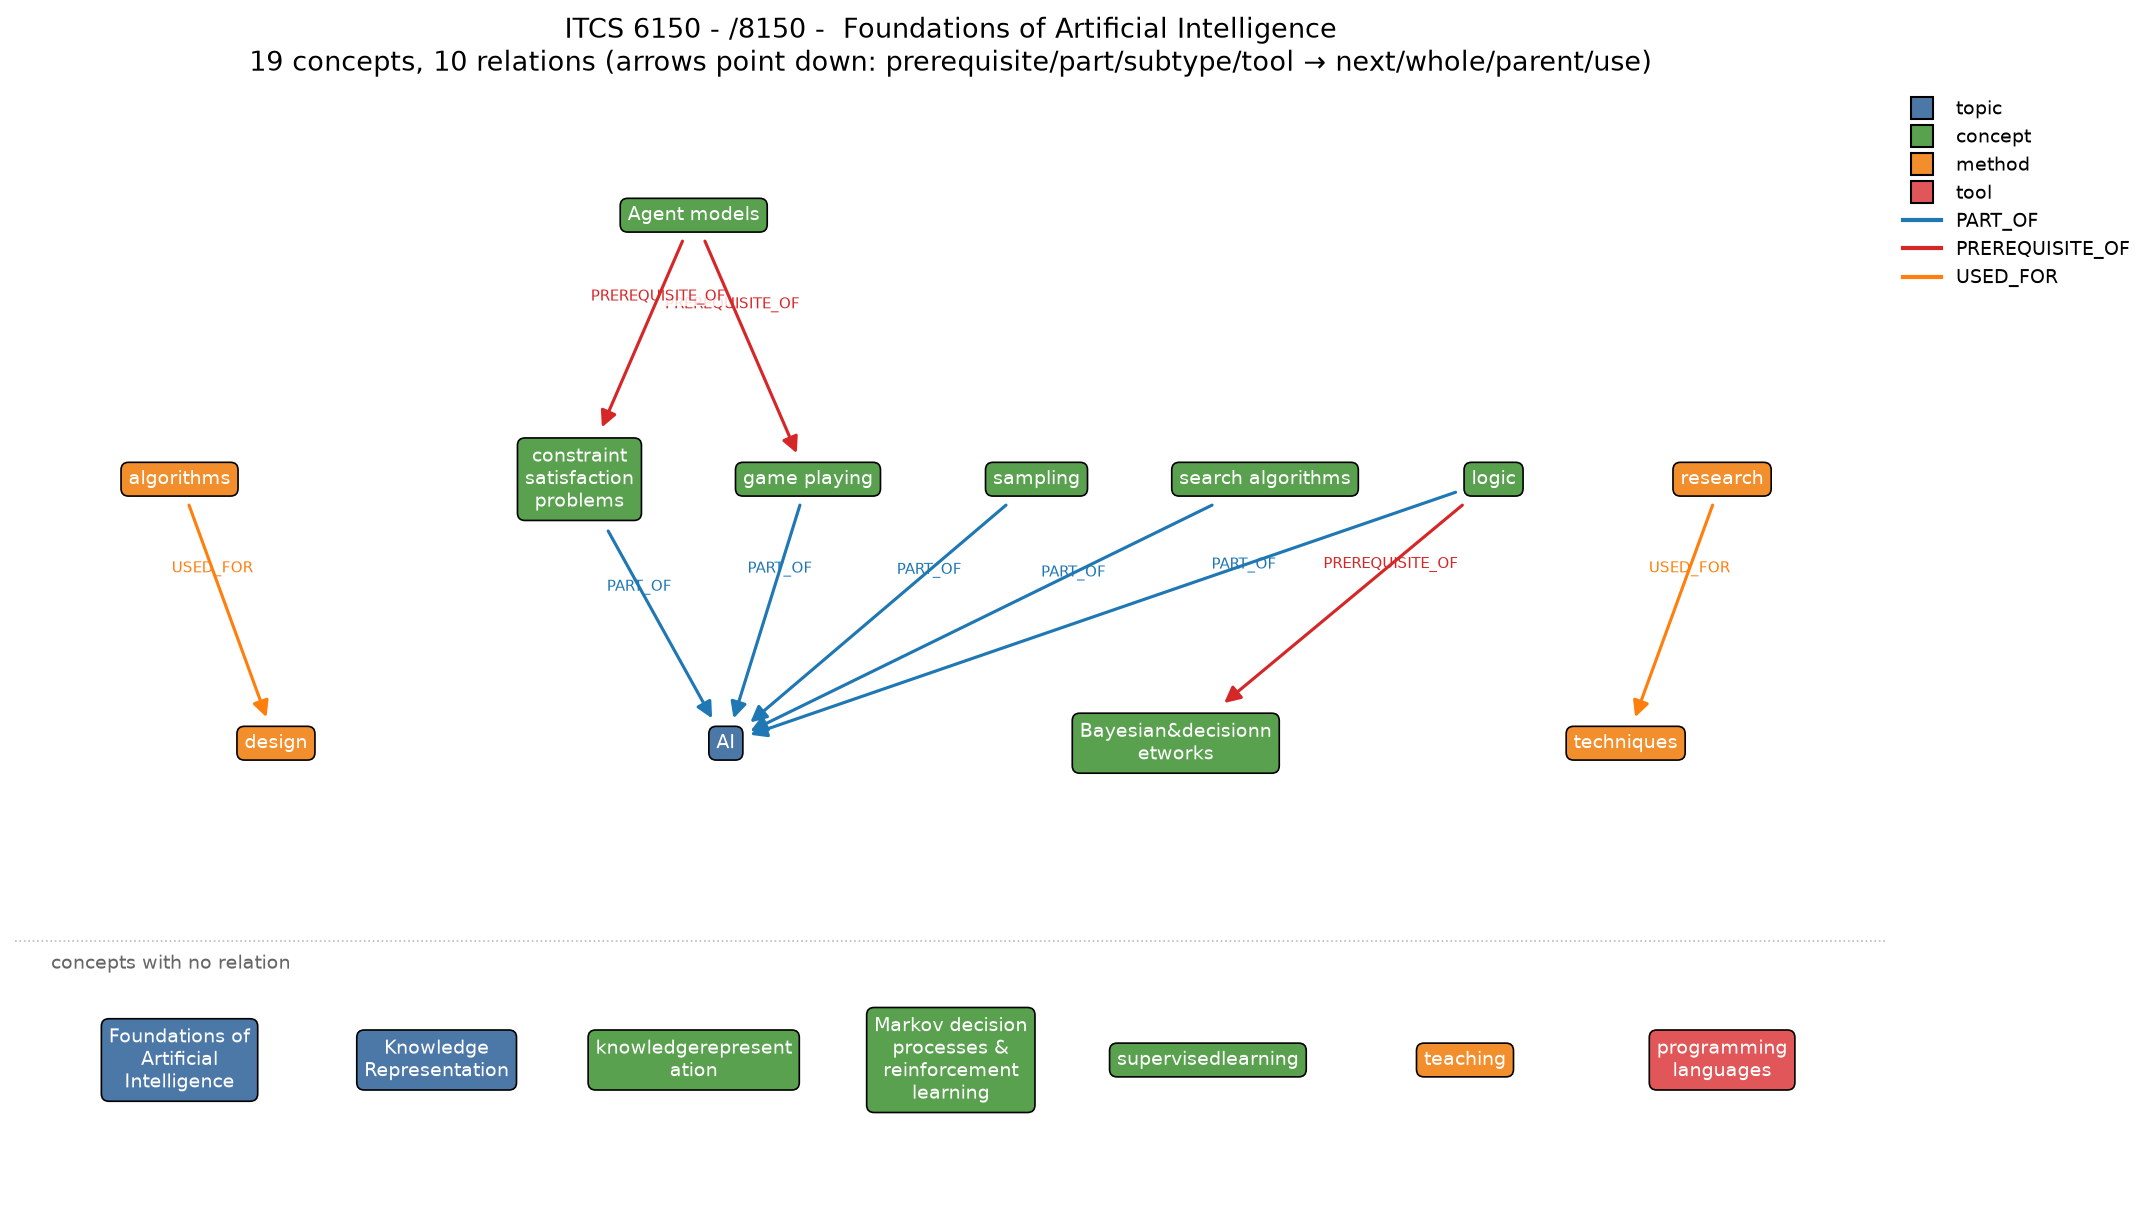 ITCS 6150 - /8150 -  Foundations of Artificial Intelligence
19 concepts, 10 relations (arrows point down: prerequisite/part/subtype/tool → next/whole/parent/use)
topic
concept
method
tool
PART_OF
PREREQUISITE_OF
USED_FOR
Agent models
PREREQUISITE_OF
PREREQUISITE_OF
algorithms
constraint
satisfaction
problems
game playing
sampling
search algorithms
logic
research
USED_FOR
PART_OF
PART_OF
PART_OF
PART_OF
PART_OF
PREREQUISITE_OF
USED_FOR
design
AI
Bayesian&decisionn
etworks
techniques
concepts with no relation
Foundations of
Artificial
Intelligence
Knowledge
Representation
knowledgerepresent
ation
Markov decision
processes &
reinforcement
learning
supervisedlearning
teaching
programming
languages